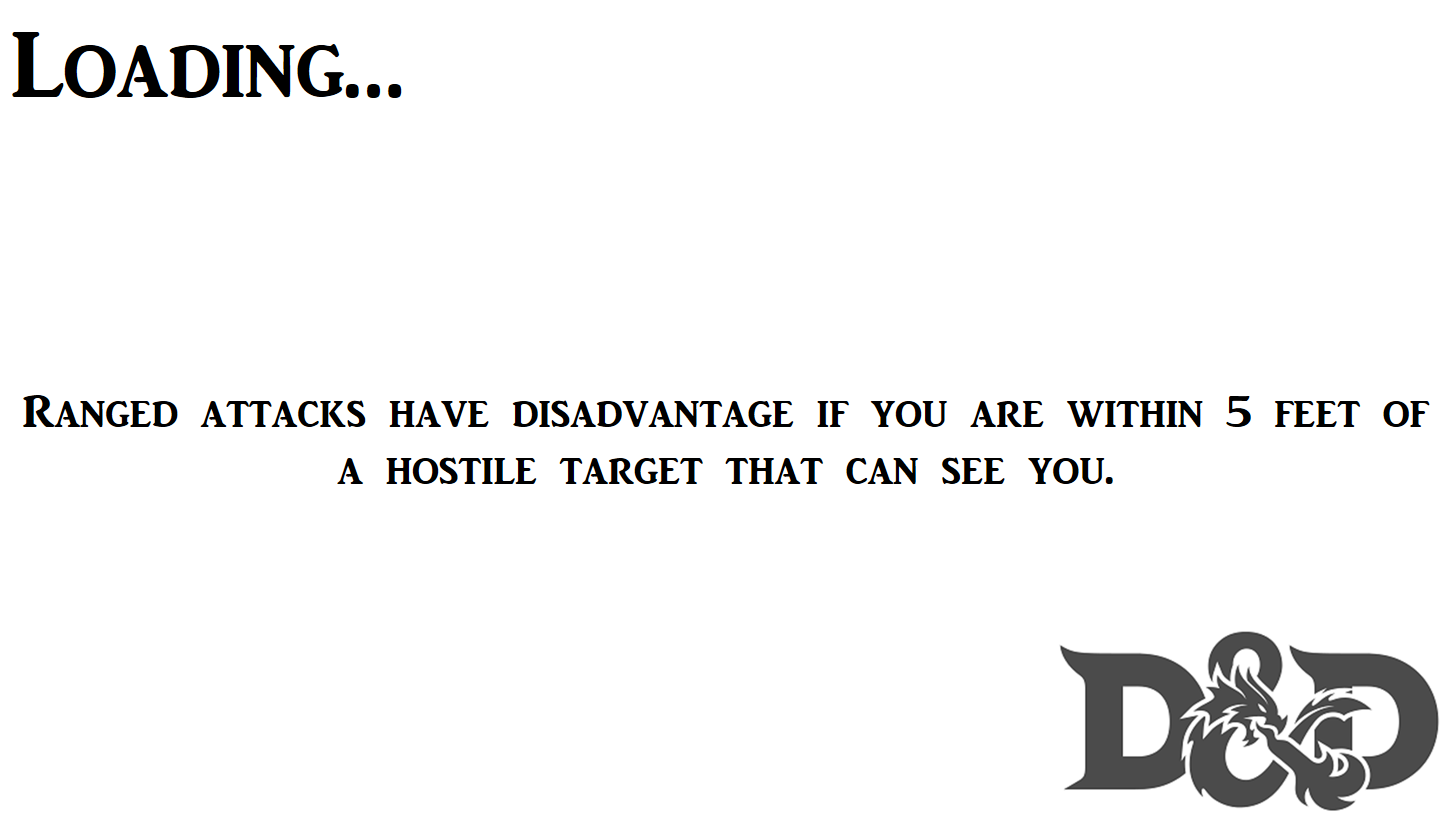 Loading...
Ranged attacks have disadvantage if you are within 5 feet of
a hostile target that can see you.
D&D